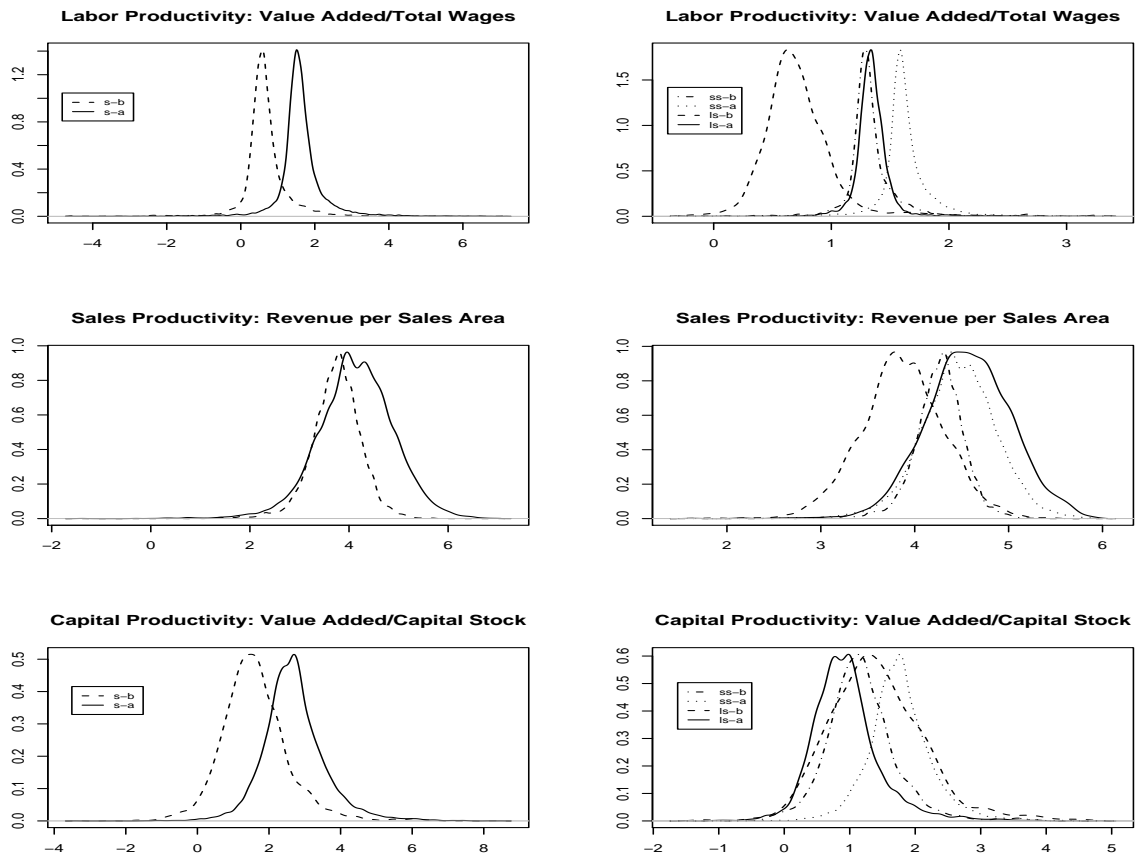 Labor Productivity: Value Added/Total Wages
1.2
0.8
0.4
0.0
s−b
s−a
−4 −2 0 2 4 6
Labor Productivity: Value Added/Total Wages
1.5
1.0
0.5
0.0
ss−b
ss−a
ls−b
ls−a
0 1 2 3
Sales Productivity: Revenue per Sales Area
1.0
0.8
0.6
0.4
0.2
0.0
−2 0 2 4 6
Sales Productivity: Revenue per Sales Area
1.0
0.8
0.6
0.4
0.2
0.0
2 3 4 5 6
Capital Productivity: Value Added/Capital Stock
0.5
0.4
0.3
0.2
0.1
0.0
s−b
s−a
−4 −2 0 2 4 6 8
Capital Productivity: Value Added/Capital Stock
0.6
0.5
0.4
0.3
0.2
0.1
0.0
ss−b
ss−a
ls−b
ls−a
−2 −1 0 1 2 3 4 5